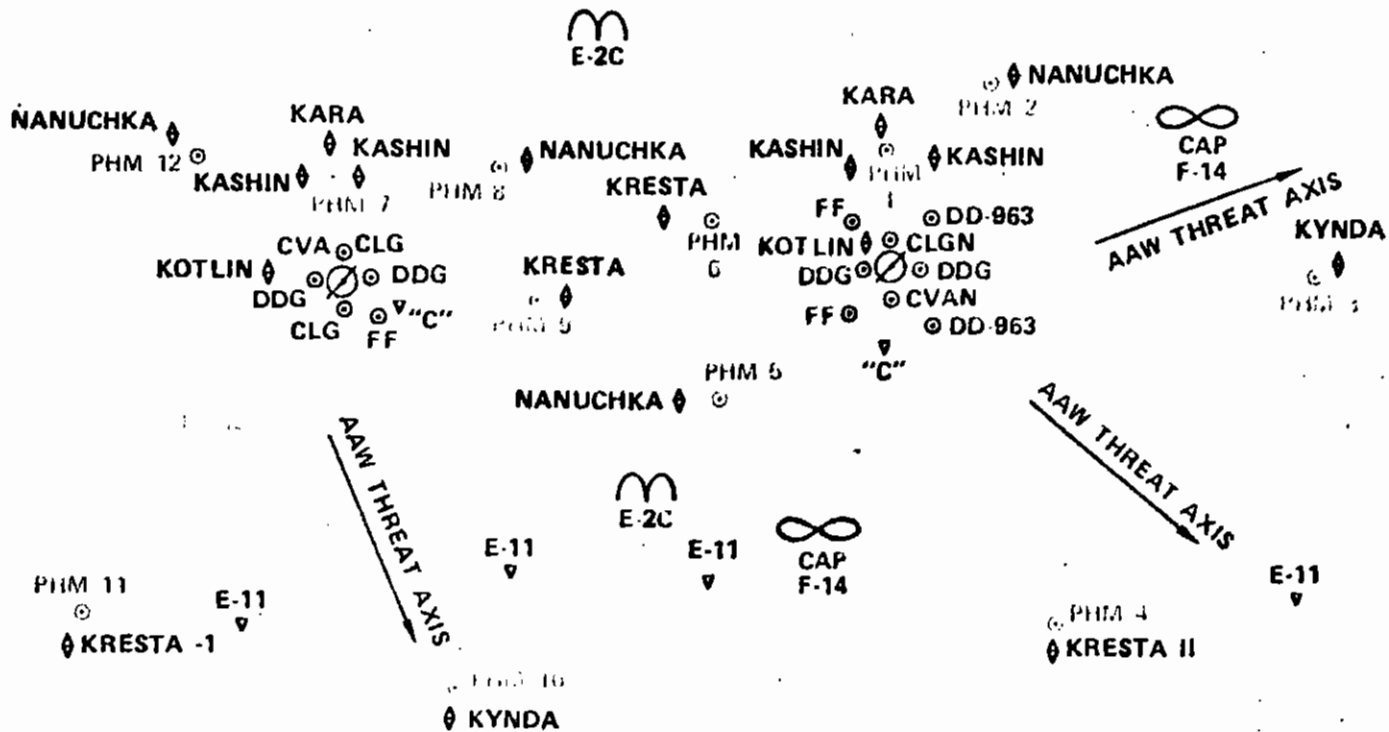 E-2C
NANUCHKA
PHM 2
KARA
CAP
F-14
NANUCHKA
PHM 12
KARA
KASHIN
KASHIN
PHM 7
NANUCHKA
PHM 8
KASHIN
KASHIN
PHM
1
KRESTA
PHM
6
FF
DD-963
AAW THREAT AXIS
KYNDA
PHM
KOTLIN
CVA
CLG
DDG
DDG
CLG
FF
"C"
KRESTA
PHM
KOTLIN
CLGN
DDG
DDG
CVAN
FF
DD-963
"C"
NANUCHKA
PHM 5
AAW THREAT AXIS
AAW THREAT AXIS
E-2C
E-11
E-11
CAP
F-14
E-11
PHM 11
KRESTA -1
E-11
PHM 4
KRESTA II
KYNDA